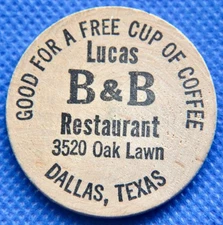 GOOD FOR A FREE CUP OF COFFEE
Lucas
B & B
Restaurant
3520 Oak Lawn
DALLAS, TEXAS